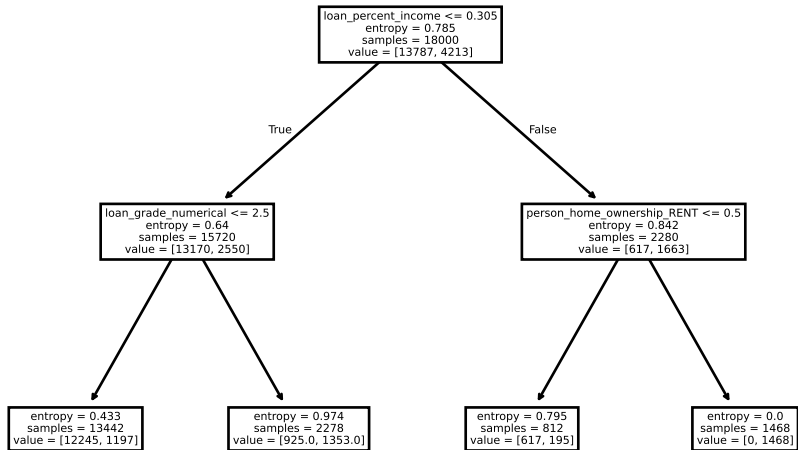 loan_percent_income <= 0.305
entropy = 0.785
samples = 18000
value = [13787, 4213]
True
False
loan_grade_numerical <= 2.5
entropy = 0.64
samples = 15720
value = [13170, 2550]
person_home_ownership_RENT <= 0.5
entropy = 0.842
samples = 2280
value = [617, 1663]
entropy = 0.433
samples = 13442
value = [12245, 1197]
entropy = 0.974
samples = 2278
value = [925.0, 1353.0]
entropy = 0.795
samples = 812
value = [617, 195]
entropy = 0.0
samples = 1468
value = [0, 1468]